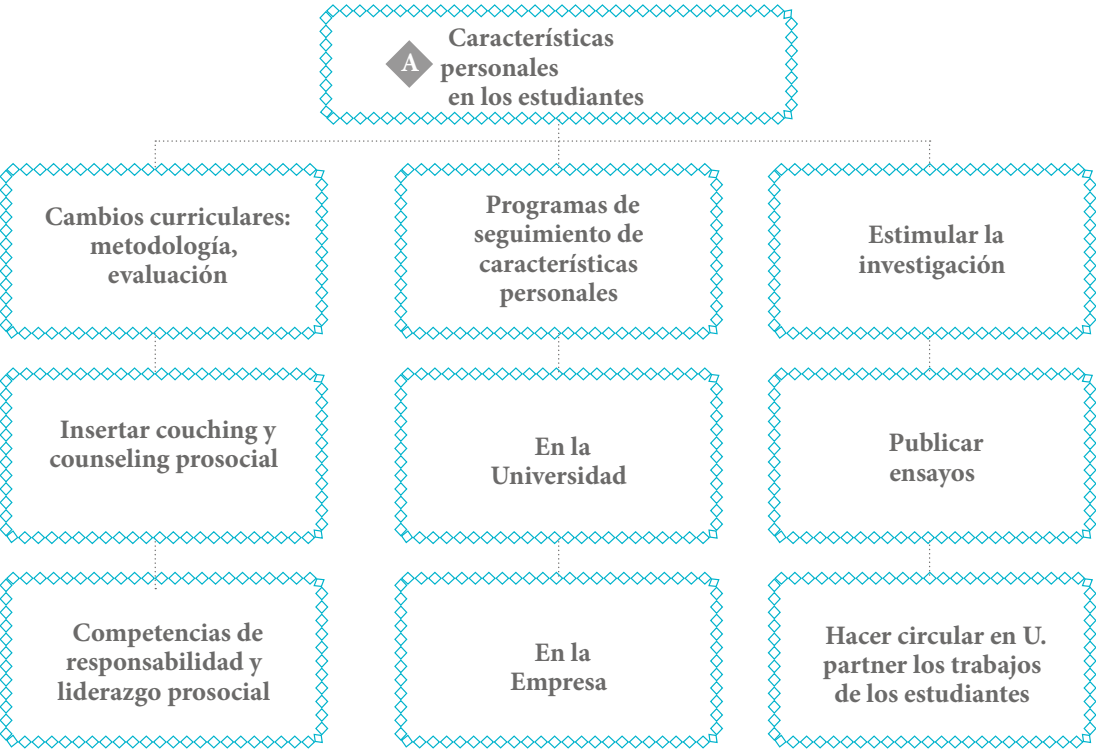 A
Características
personales
en los estudiantes
Cambios curriculares:
metodología,
evaluación
Programas de
seguimiento de
características
personales
Estimular la
investigación
Insertar couching y
counseling prosocial
En la
Universidad
Publicar
ensayos
Competencias de
responsabilidad y
liderazgo prosocial
En la
Empresa
Hacer circular en U.
partner los trabajos
de los estudiantes